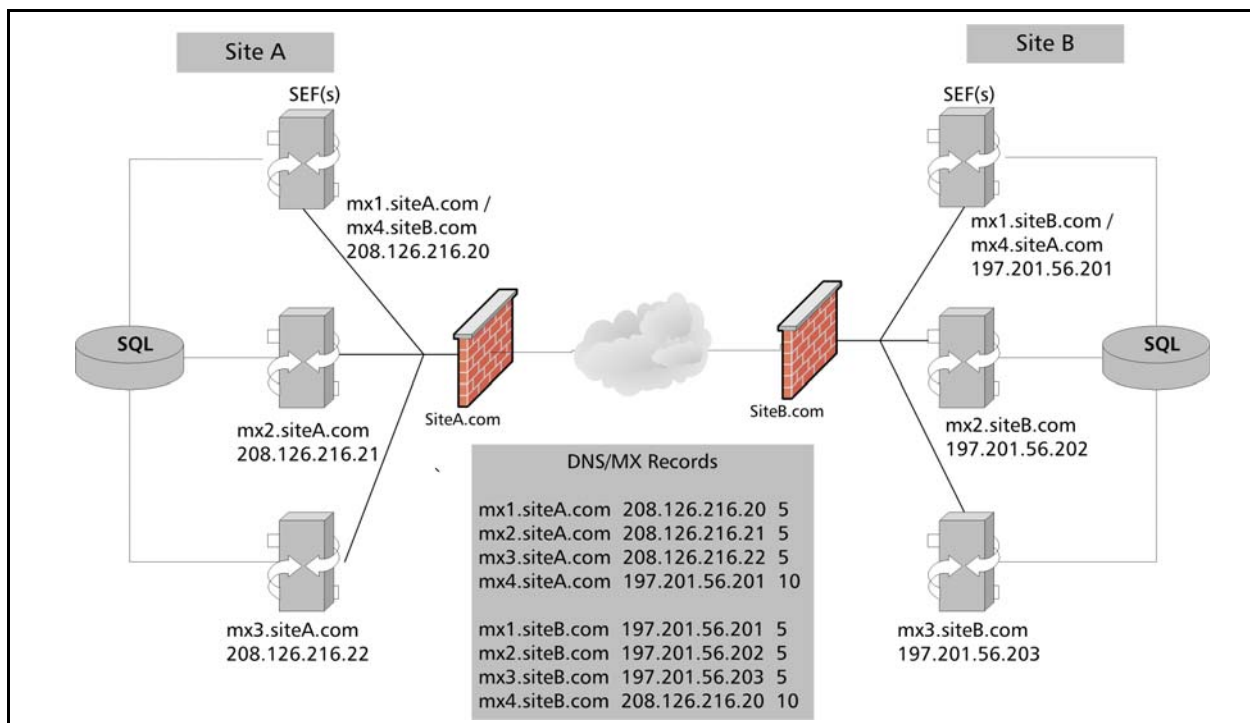 Site A
SEF(s)
mx1.siteA.com /
mx4.siteB.com
208.126.216.20
SQL
mx2.siteA.com
208.126.216.21
mx3.siteA.com
208.126.216.22
SiteA.com
SiteB.com
Site B
SEF(s)
mx1.siteB.com /
mx4.siteA.com
197.201.56.201
SQL
mx2.siteB.com
197.201.56.202
mx3.siteB.com
197.201.56.203
DNS/MX Records
mx1.siteA.com 208.126.216.20 5
mx2.siteA.com 208.126.216.21 5
mx3.siteA.com 208.126.216.22 5
mx4.siteA.com 197.201.56.201 10
mx1.siteB.com 197.201.56.201 5
mx2.siteB.com 197.201.56.202 5
mx3.siteB.com 197.201.56.203 5
mx4.siteB.com 208.126.216.20 10